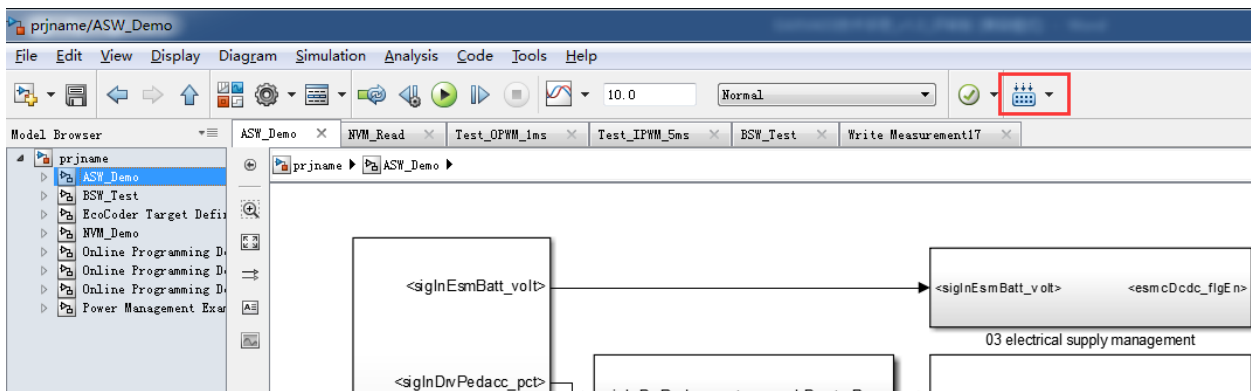 prjname/ASW_Demo
File Edit View Display Diagram Simulation Analysis Code Tools Help
10.0 Normal
Model Browser
ASW_Demo NVM_Read Test_OPWM_1ms Test_IPWM_5ms BSW_Test Write Measurement17
prjname
ASW_Demo
BSW_Test
EcoCoder Target Defi
NVM_Demo
Online Programming D
Online Programming D
Online Programming D
Power Management Exam
prjname ASW_Demo
<sigInEsmBatt_volt>
<sigInEsmBatt_volt> <esmcDcdc_flgEn>
03 electrical supply management
<sigInDrvPedacc_pct>